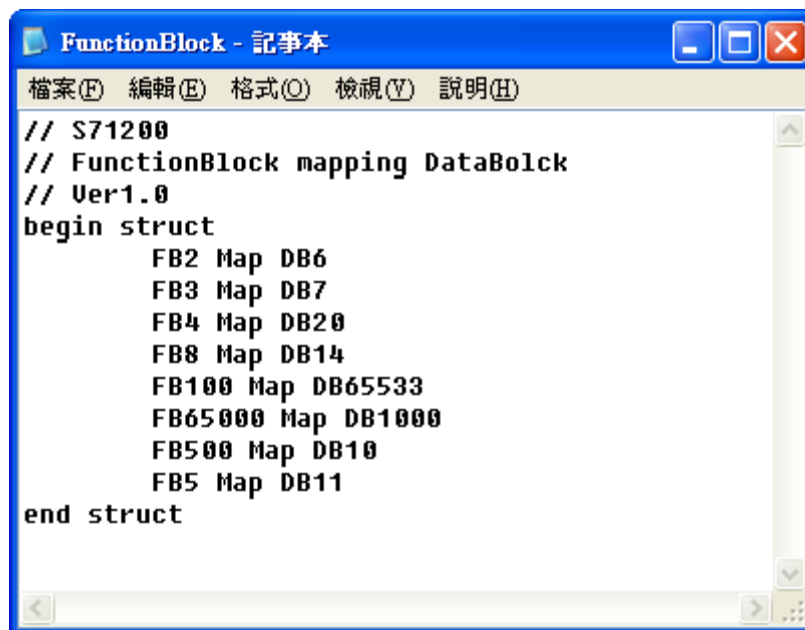 FunctionBlock - 記事本
檔案(F) 編輯(E) 格式(O) 檢視(V) 說明(H)
// S71200
// FunctionBlock mapping DataBolck
// Ver1.0
begin struct
FB2 Map DB6
FB3 Map DB7
FB4 Map DB20
FB8 Map DB14
FB100 Map DB65533
FB65000 Map DB1000
FB500 Map DB10
FB5 Map DB11
end struct